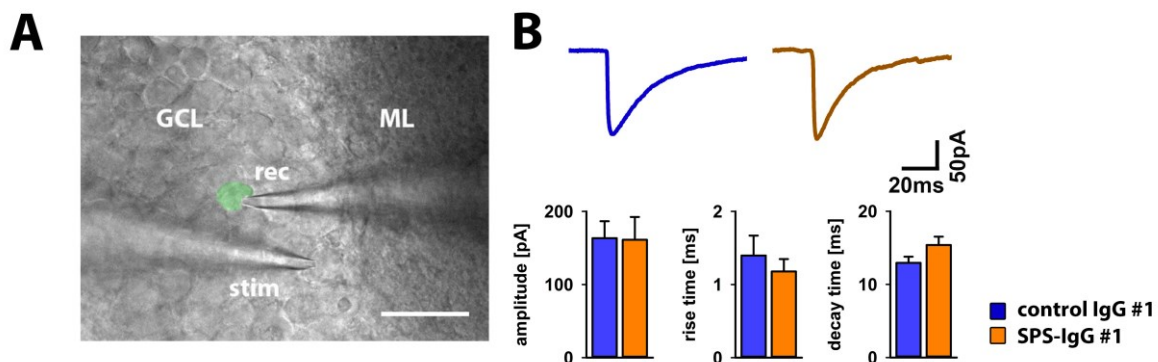 A
B
GCL
ML
rec
stim
50pA
20ms
amplitude [pA]
200
100
0
rise time [ms]
2
1
0
decay time [ms]
20
10
0
control IgG #1
SPS-IgG #1